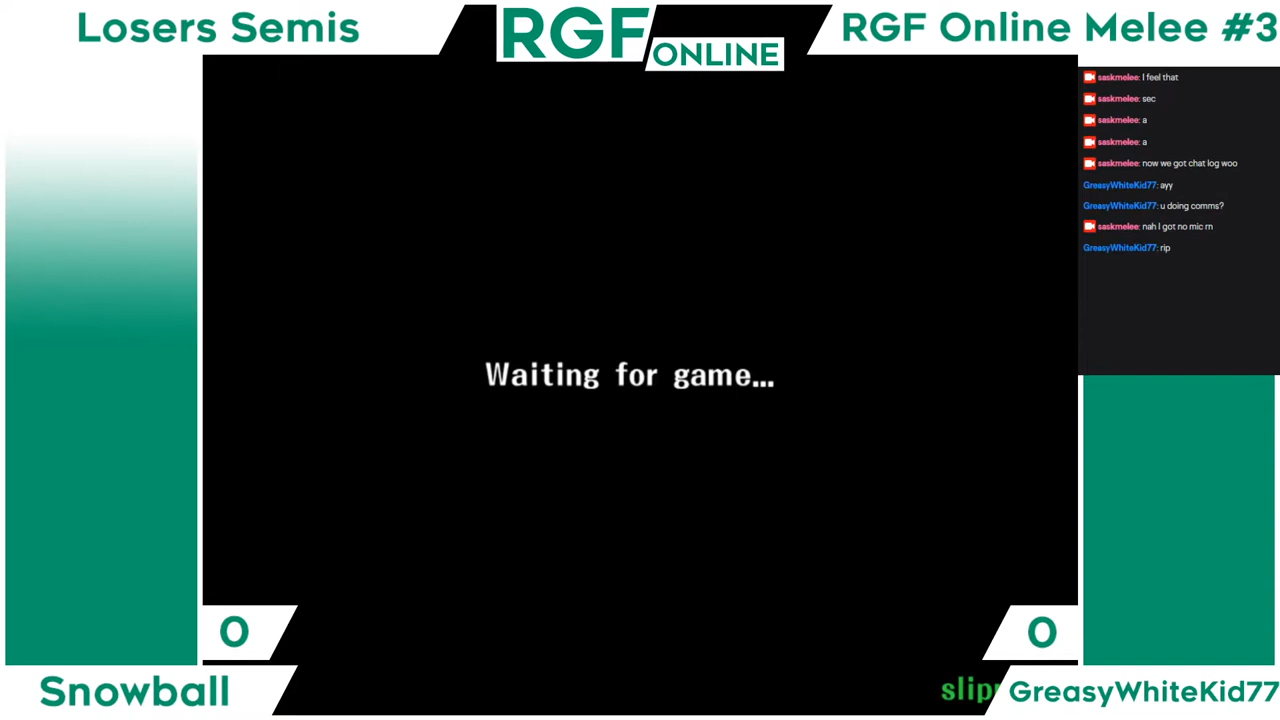 Losers Semis
RGF
ONLINE
RGF Online Melee #3
saskmelee: I feel that
saskmelee: sec
saskmelee: a
saskmelee: a
saskmelee: now we got chat log woo
GreasyWhiteKid77: ayy
GreasyWhiteKid77: u doing comms?
saskmelee: nah I got no mic rn
GreasyWhiteKid77: rip
Waiting for game...
0
0
Snowball
GreasyWhiteKid77